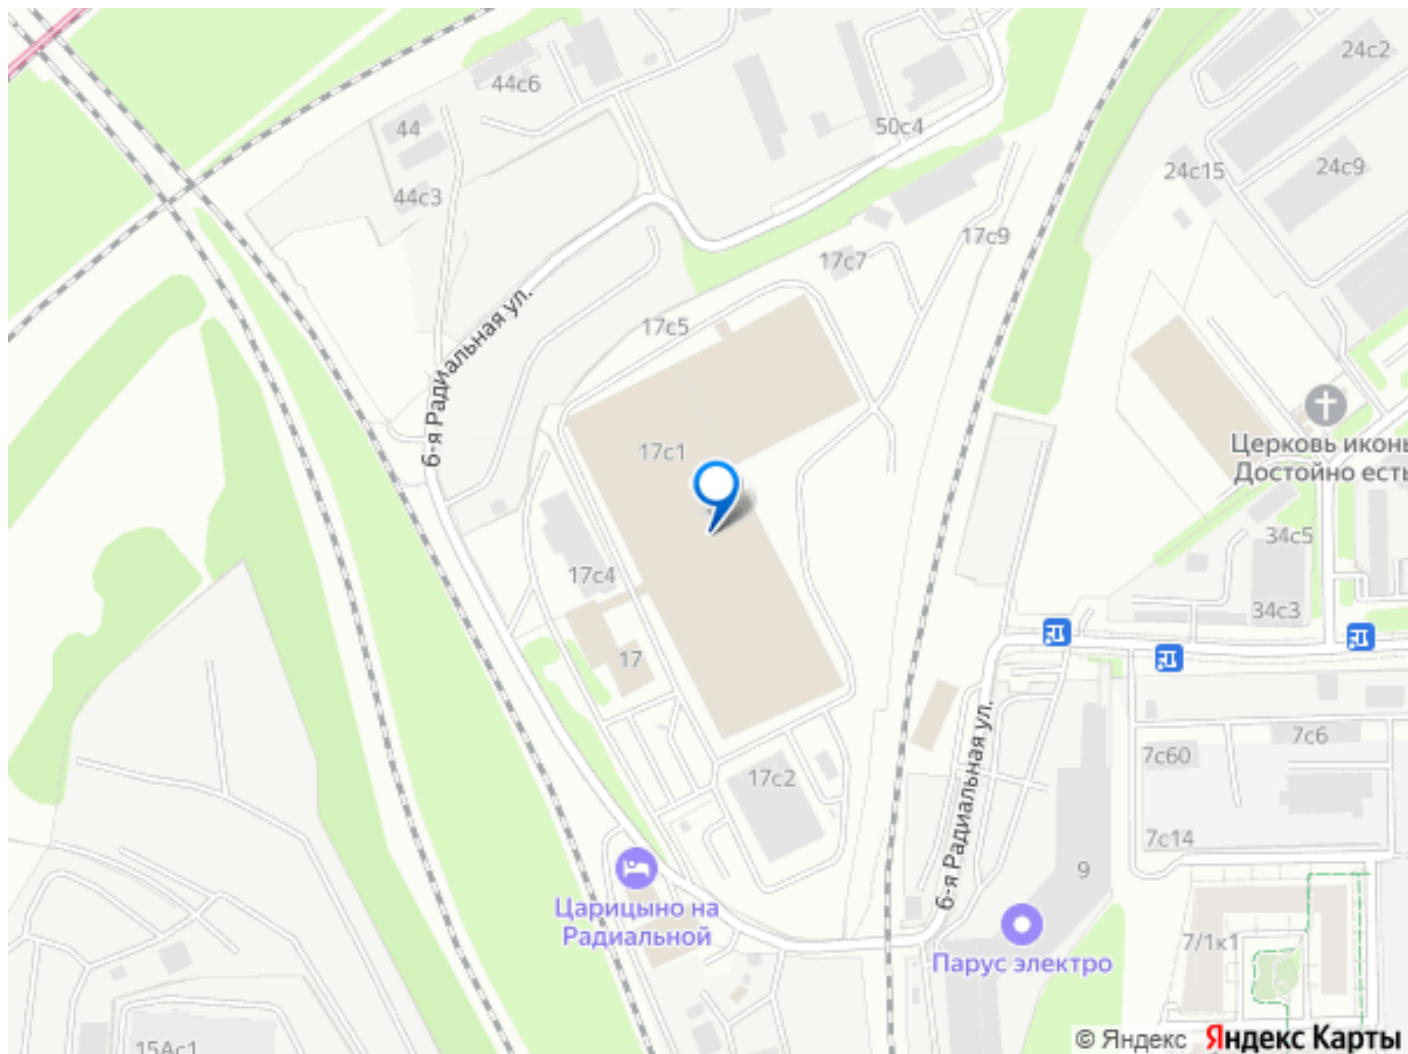 24с2
44с6
44
50с4
24с15
24с9
44с3
17с9
17с7
6-я Радиальная ул.
17с5
17с1
Церковь иконы
Достойно есть
34с5
17с4
34с3
17
6-я Радиальная ул.
7с6
7с60
17с2
7с14
9
Царицыно на
Радиальной
7/1к1
Парус электро
15Ас1
© Яндекс Яндекс Карты